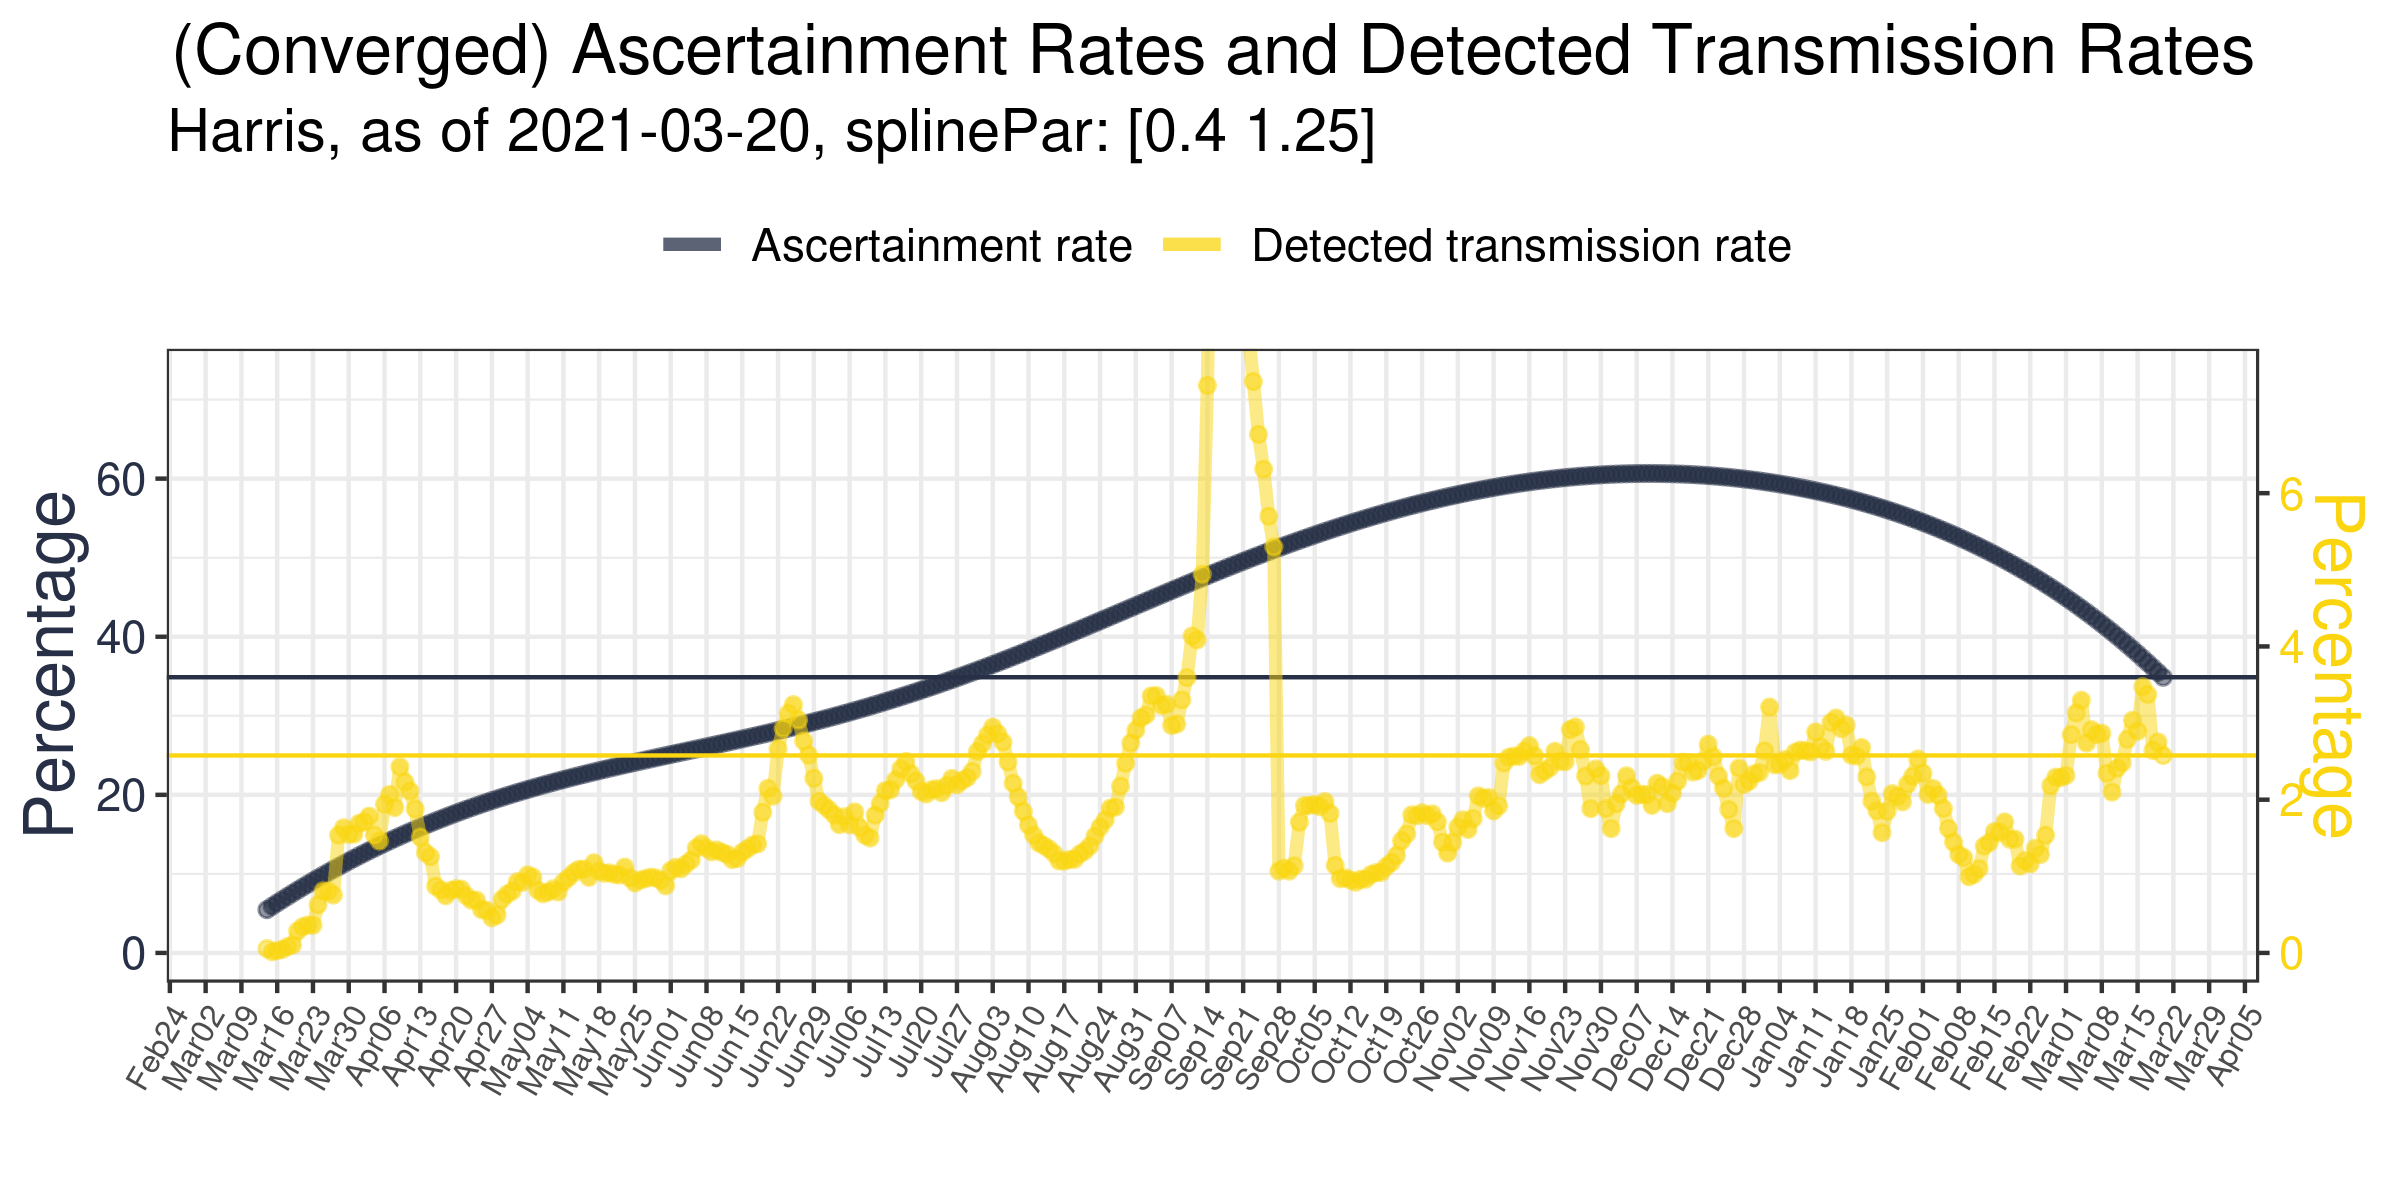 (Converged) Ascertainment Rates and Detected Transmission Rates
Harris, as of 2021-03-20, splinePar: [0.4 1.25]
Ascertainment rate Detected transmission rate
Percentage
60
40
20
0
6
4
2
0
Percentage
Feb24 Mar02 Mar09 Mar16 Mar23 Mar30 Apr06 Apr13 Apr20 Apr27 May04 May11 May18 May25 Jun01 Jun08 Jun15 Jun22 Jun29 Jul06 Jul13 Jul20 Jul27 Aug03 Aug10 Aug17 Aug24 Aug31 Sep07 Sep14 Sep21 Sep28 Oct05 Oct12 Oct19 Oct26 Nov02 Nov09 Nov16 Nov23 Nov30 Dec07 Dec14 Dec21 Dec28 Jan04 Jan11 Jan18 Jan25 Feb01 Feb08 Feb15 Feb22 Mar01 Mar08 Mar15 Mar22 Mar29 Apr05